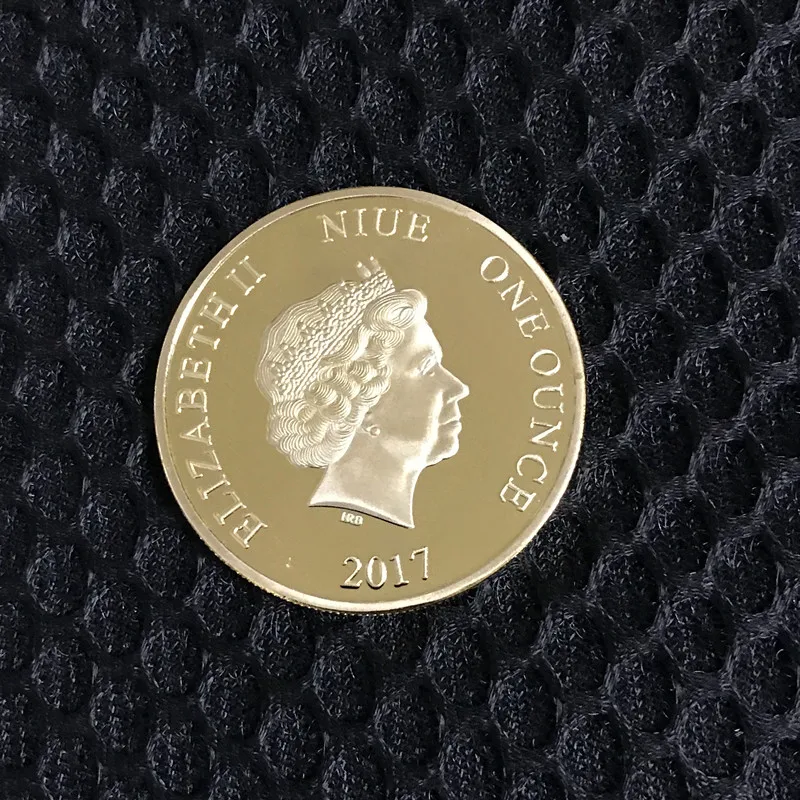 ELIZABETH II
NIUE
ONE OUNCE
IRB
2017